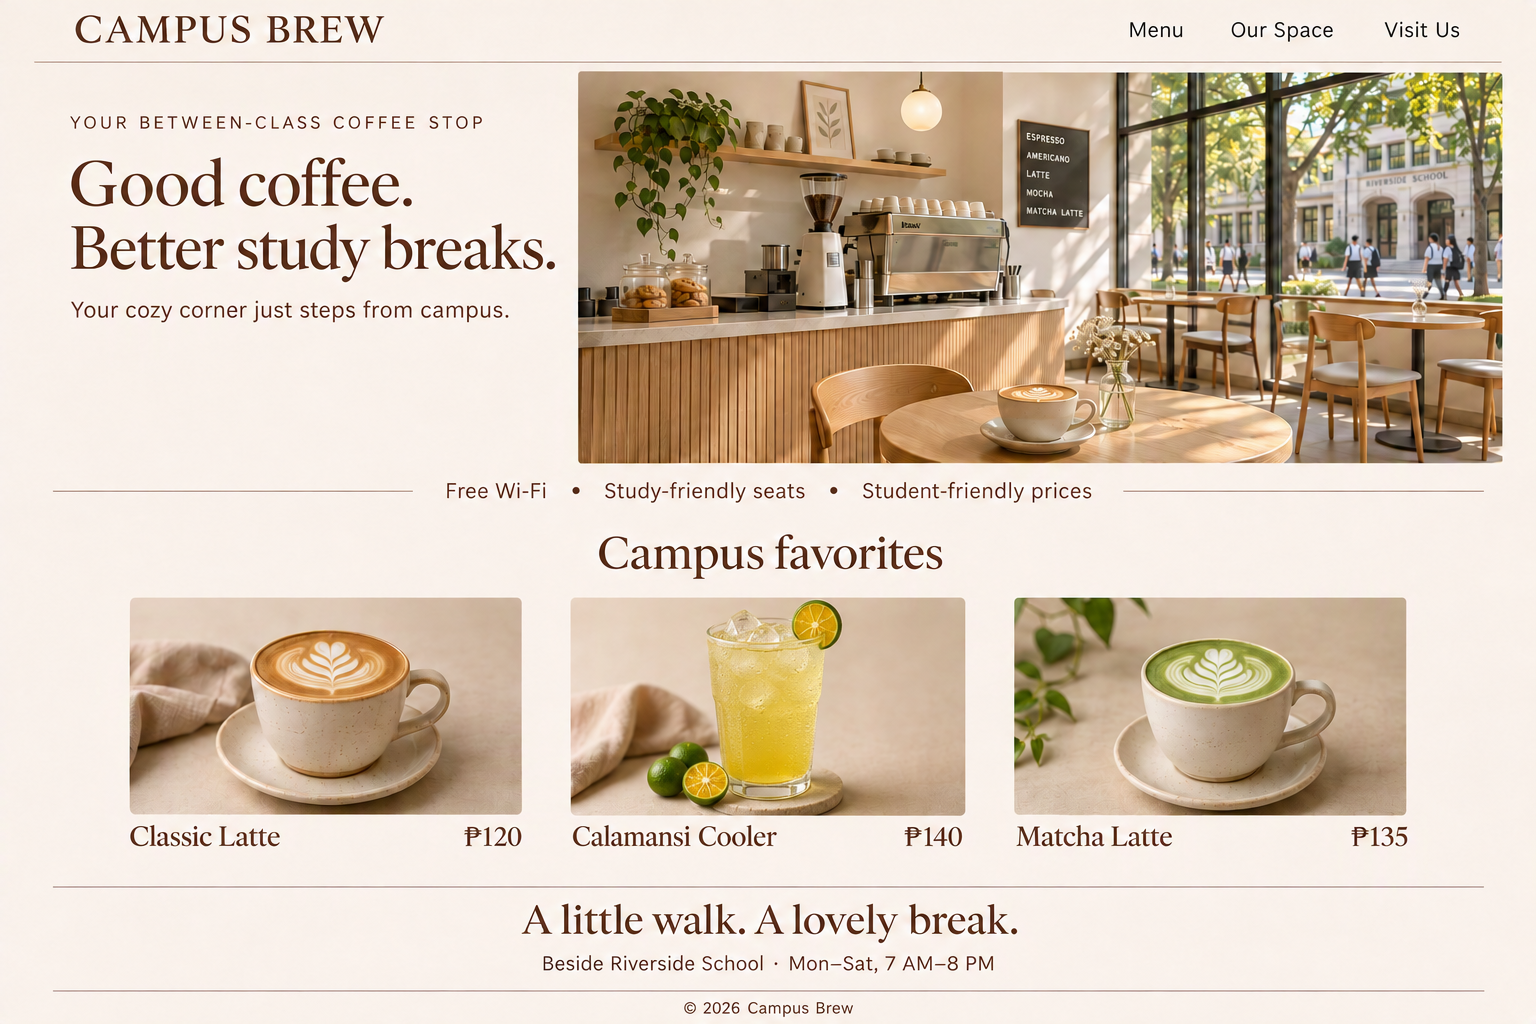 CAMPUS BREW
Menu
Our Space
Visit Us
YOUR BETWEEN-CLASS COFFEE STOP
Good coffee.
Better study breaks.
Your cozy corner just steps from campus.
ESPRESSO
AMERICANO
LATTE
MOCHA
MATCHA LATTE
RIVERSIDE SCHOOL
Free Wi-Fi • Study-friendly seats • Student-friendly prices
Campus favorites
Classic Latte ₱120
Calamansi Cooler ₱140
Matcha Latte ₱135
A little walk. A lovely break.
Beside Riverside School · Mon–Sat, 7 AM–8 PM
© 2026 Campus Brew